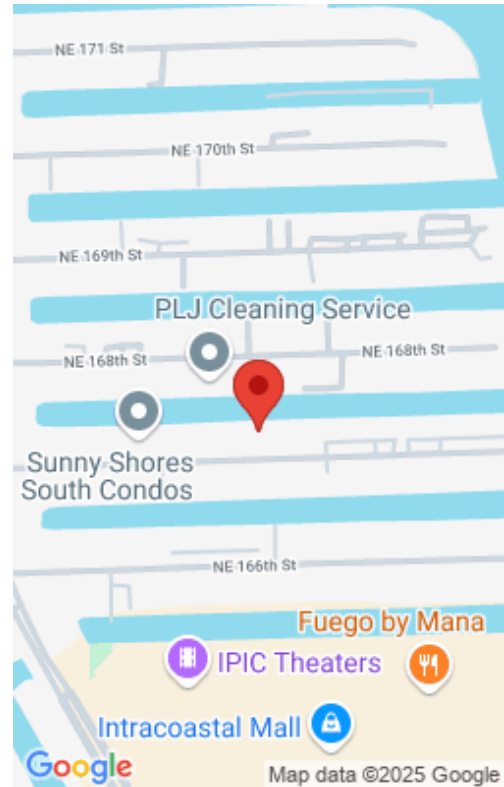 NE 171 St
NE 170th St
NE 169th St
PLJ Cleaning Service
NE 168th St
NE 168th St
Sunny Shores
South Condos
NE 166th St
Fuego by Mana
IPIC Theaters
Intracoastal Mall
Google
Map data ©2025 Google